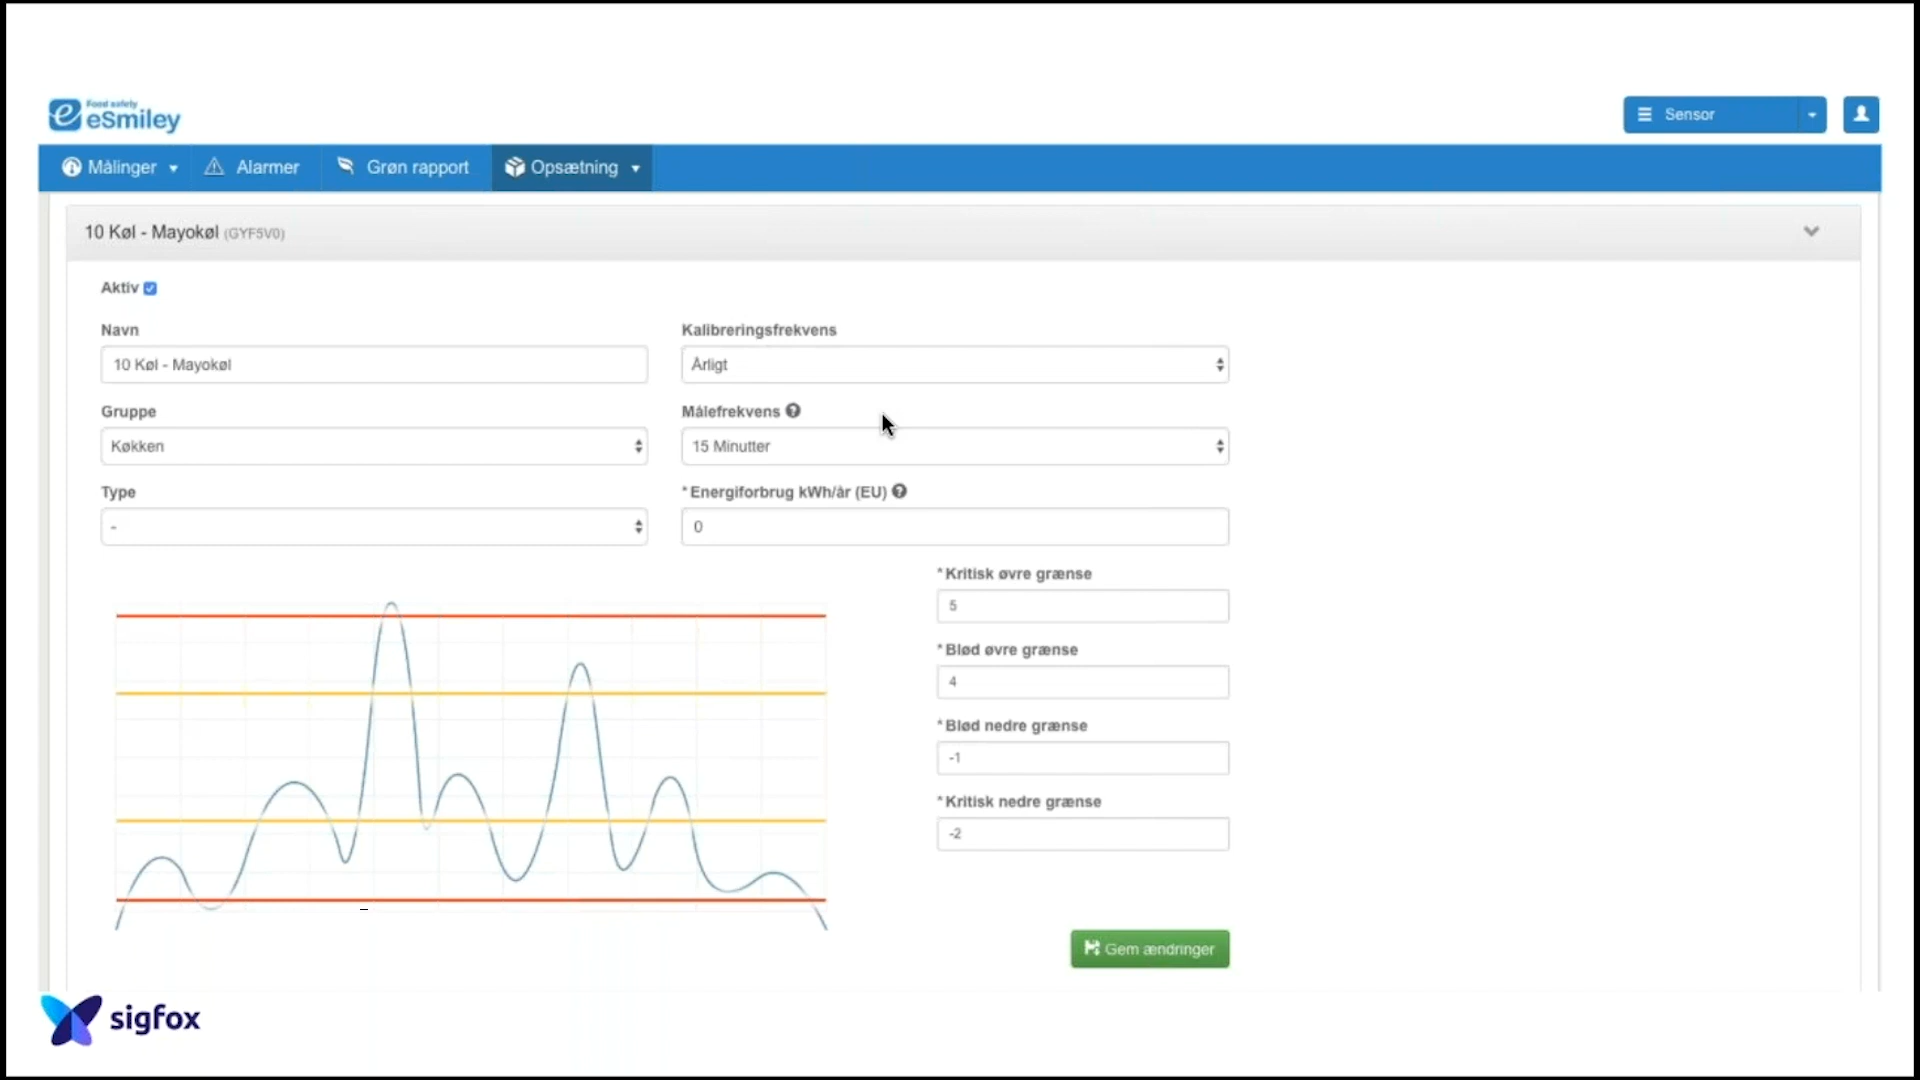 Food safely
eSmiley
Sensor
Målinger Alarmer Grøn rapport Opsætning
10 Køl - Mayokøl (GYF5V0)
Aktiv
Navn Kalibreringsfrekvens
10 Køl - Mayokøl Årligt
Gruppe Målefrekvens ?
Køkken 15 Minutter
Type * Energiforbrug kWh/år (EU) ?
- 0
* Kritisk øvre grænse
5
* Blød øvre grænse
4
* Blød nedre grænse
-1
* Kritisk nedre grænse
-2
Gem ændringer
sigfox